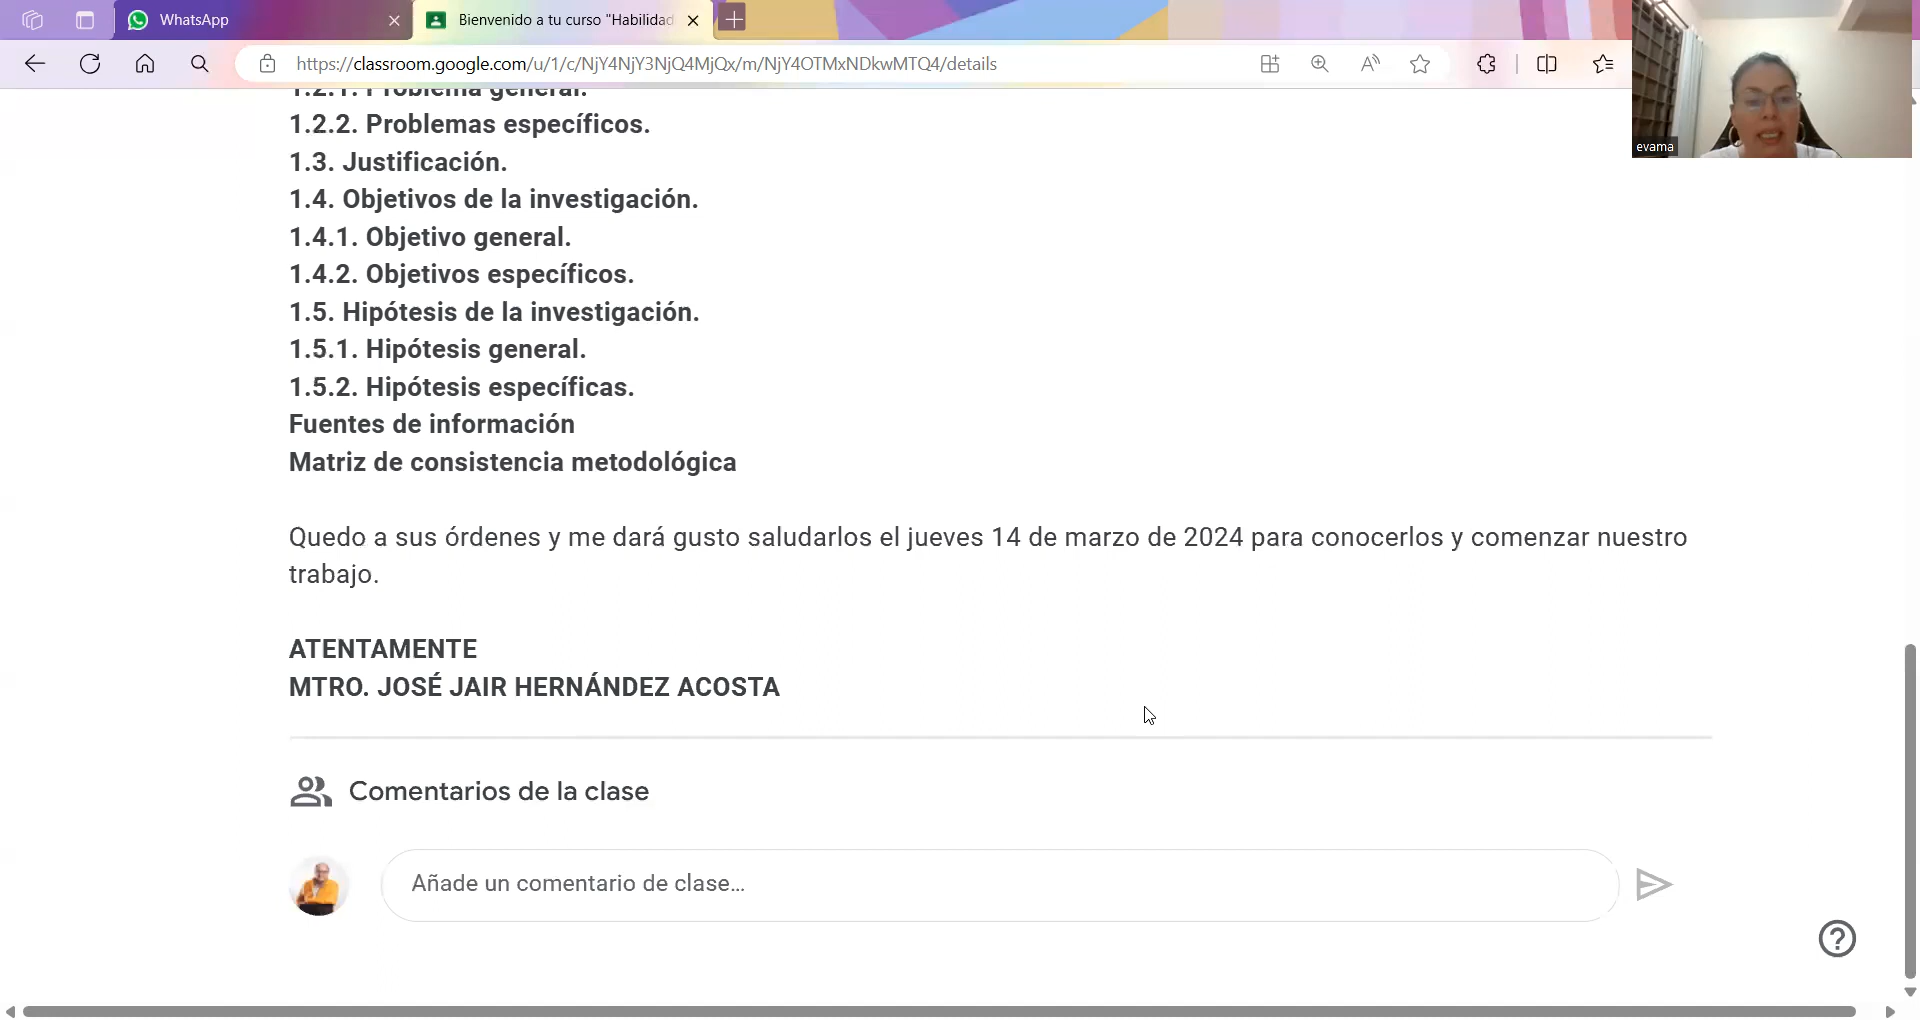 WhatsApp
Bienvenido a tu curso "Habilidad
https://classroom.google.com/u/1/c/NjY4NjY3NjQ4MjQx/m/NjY4OTMxNDkwMTQ4/details
evama
1.2.1. Problema general.
1.2.2. Problemas específicos.
1.3. Justificación.
1.4. Objetivos de la investigación.
1.4.1. Objetivo general.
1.4.2. Objetivos específicos.
1.5. Hipótesis de la investigación.
1.5.1. Hipótesis general.
1.5.2. Hipótesis específicas.
Fuentes de información
Matriz de consistencia metodológica
Quedo a sus órdenes y me dará gusto saludarlos el jueves 14 de marzo de 2024 para conocerlos y comenzar nuestro
trabajo.
ATENTAMENTE
MTRO. JOSÉ JAIR HERNÁNDEZ ACOSTA
Comentarios de la clase
Añade un comentario de clase...